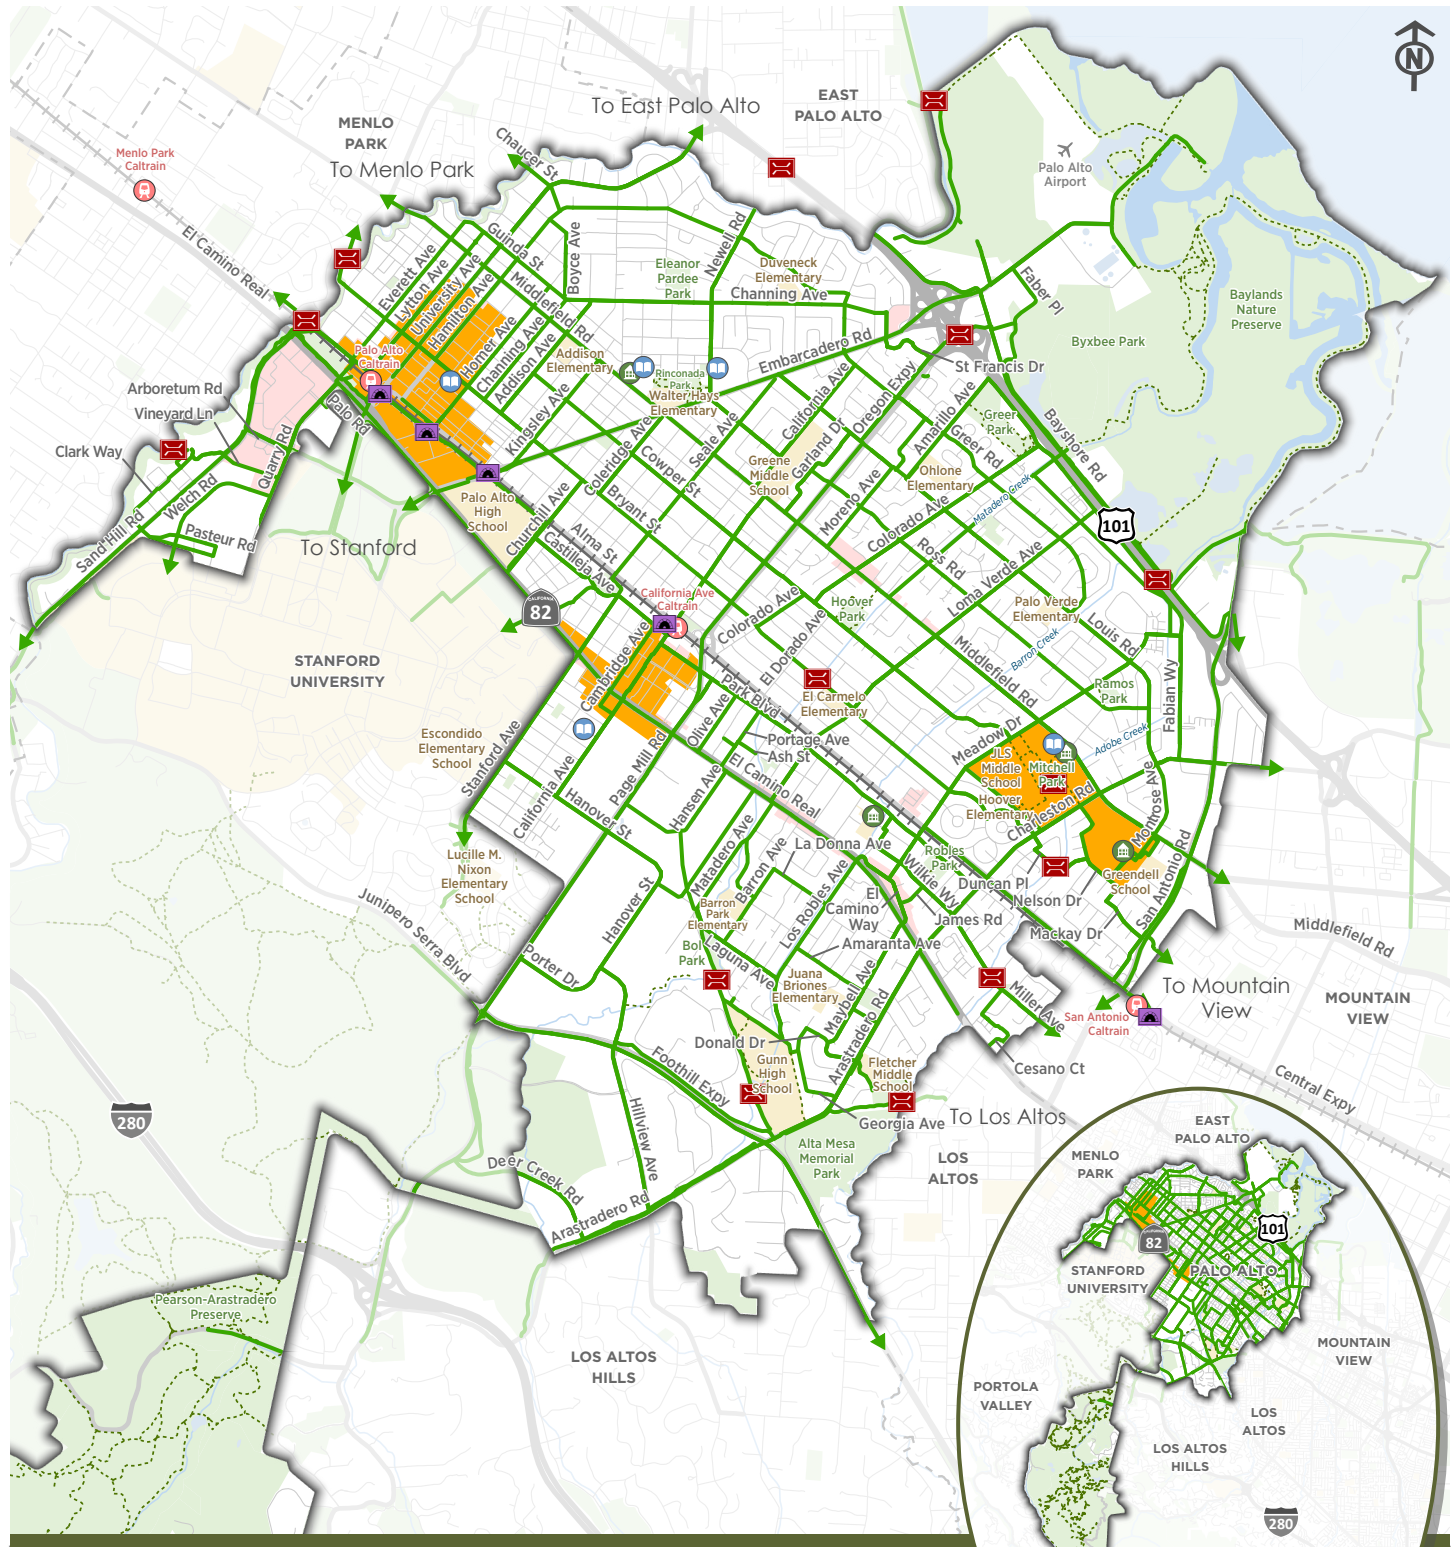 N
EAST
PALO ALTO
To East Palo Alto
MENLO
PARK
To Menlo Park
Menlo Park
Caltrain
Chaucer St
Palo Alto
Airport
El Camino Real
Guinda St
Everett Ave
Lytton Ave
University Ave
Hamilton Ave
Middlefield Rd
Boyce Ave
Newell Rd
Eleanor
Pardee
Park
Duveneck
Elementary
Channing Ave
Faber Pl
Baylands
Nature
Preserve
Byxbee Park
Homer Ave
Channing Ave
Addison Ave
Addison
Elementary
Palo Alto
Caltrain
Embarcadero Rd
St Francis Dr
Rinconada
Park
Walter Hays
Elementary
Arboretum Rd
Vineyard Ln
Palo Rd
Kingsley Ave
Clark Way
Quarry Rd
Welch Rd
Sand Hill Rd
Pasteur Rd
To Stanford
Palo Alto
High
School
Coleridge Ave
Cowper St
Seale Ave
California Ave
Garland Dr
Oregon Expy
Amarillo Ave
Greer
Park
Greer Rd
Bayshore Rd
Greene
Middle
School
Ohlone
Elementary
Matadero Creek
Moreno Ave
Colorado Ave
Ross Rd
Loma Verde Ave
101
Bryant St
Alma St
Churchill Ave
Castilleja Ave
CALIFORNIA
82
California Ave
Caltrain
Colorado Ave
El Dorado Ave
Hoover
Park
Palo Verde
Elementary
Louis Rd
Barron Creek
Middlefield Rd
Ramos
Park
Fabian Wy
Adobe Creek
STANFORD
UNIVERSITY
Cambridge Ave
Park Blvd
El Carmelo
Elementary
Escondido
Elementary
School
Stanford Ave
Olive Ave
Portage Ave
Ash St
El Camino Real
Page Mill Rd
Hansen Ave
California Ave
Hanover St
Meadow Dr
JLS
Middle
School
Mitchell
Park
Hoover
Elementary
Charleston Rd
Montrose Ave
San Antonio Rd
Greendell
School
Lucille M.
Nixon
Elementary
School
Matadero Ave
Barron Ave
La Donna Ave
Robles
Park
Wilkie Wy
Duncan Pl
Nelson Dr
Mackay Dr
James Rd
El
Camino
Way
Los Robles Ave
Amaranta Ave
Barron
Park
Elementary
Bol
Park
Laguna Ave
Juana
Briones
Elementary
Maybell Ave
Arastradero Rd
Junipero Serra Blvd
Hanover St
Porter Dr
Miller Ave
Middlefield Rd
To Mountain
View
MOUNTAIN
VIEW
San Antonio
Caltrain
Cesano Ct
Central Expy
Donald Dr
Gunn
High
School
Fletcher
Middle
School
Georgia Ave
To Los Altos
Foothill Expy
Hillview Ave
Alta Mesa
Memorial
Park
LOS
ALTOS
280
Deer Creek Rd
Arastradero Rd
Pearson-Arastradero
Preserve
LOS ALTOS
HILLS
EAST
PALO ALTO
MENLO
PARK
101
82
STANFORD
UNIVERSITY
PALO ALTO
MOUNTAIN
VIEW
PORTOLA
VALLEY
LOS
ALTOS
LOS ALTOS
HILLS
280